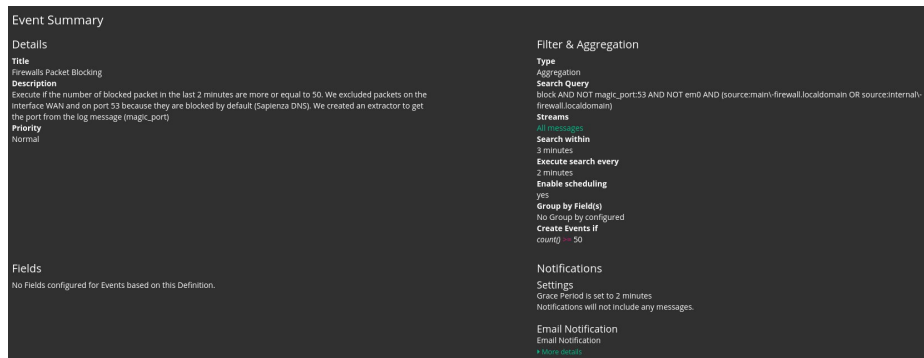 Event Summary
Details
Title
Firewalls Packet Blocking
Description
Execute if the number of blocked packet in the last 2 minutes are more or equal to 50. We excluded packets on the
interface WAN and on port 53 because they are blocked by default (Sapienza DNS). We created an extractor to get
the port from the log message (magic_port)
Priority
Normal
Filter & Aggregation
Type
Aggregation
Search Query
block AND NOT magic_port:53 AND NOT em0 AND (source:main\-firewall.localdomain OR source:internal\-
firewall.localdomain)
Streams
All messages
Search within
3 minutes
Execute search every
2 minutes
Enable scheduling
yes
Group by Field(s)
No Group by configured
Create Events if
count() >= 50
Fields
No Fields configured for Events based on this Definition.
Notifications
Settings
Grace Period is set to 2 minutes
Notifications will not include any messages.
Email Notification
Email Notification
More details